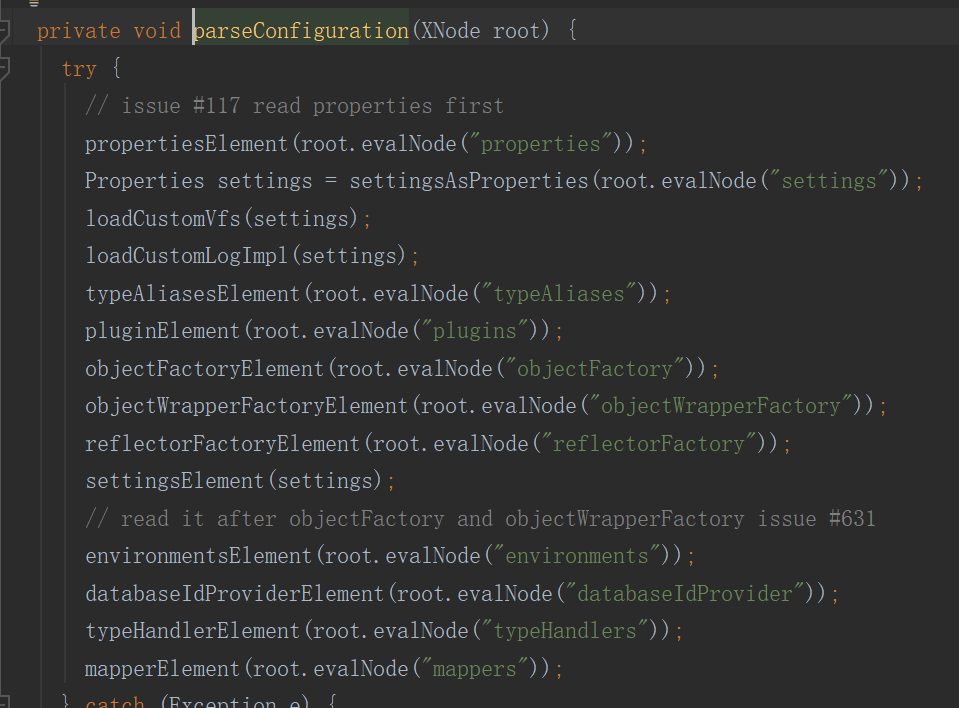 private void parseConfiguration(XNode root) {
try {
// issue #117 read properties first
propertiesElement(root.evalNode("properties"));
Properties settings = settingsAsProperties(root.evalNode("settings"));
loadCustomVfs(settings);
loadCustomLogImpl(settings);
typeAliasesElement(root.evalNode("typeAliases"));
pluginElement(root.evalNode("plugins"));
objectFactoryElement(root.evalNode("objectFactory"));
objectWrapperFactoryElement(root.evalNode("objectWrapperFactory"));
reflectorFactoryElement(root.evalNode("reflectorFactory"));
settingsElement(settings);
// read it after objectFactory and objectWrapperFactory issue #631
environmentsElement(root.evalNode("environments"));
databaseIdProviderElement(root.evalNode("databaseIdProvider"));
typeHandlerElement(root.evalNode("typeHandlers"));
mapperElement(root.evalNode("mappers"));
} catch (Exception e) {